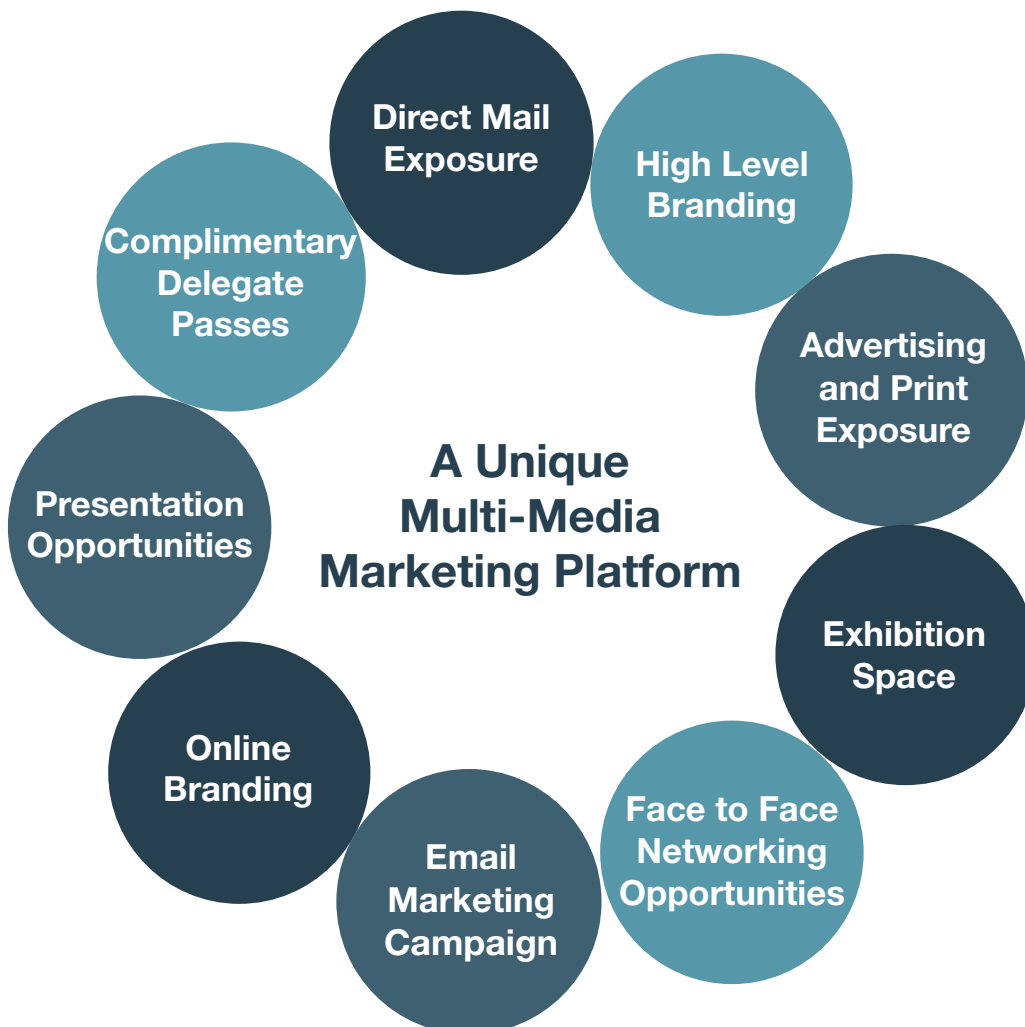 Direct Mail
Exposure
High Level
Branding
Advertising
and Print
Exposure
Exhibition
Space
Face to Face
Networking
Opportunities
Email
Marketing
Campaign
Online
Branding
Presentation
Opportunities
Complimentary
Delegate
Passes
A Unique
Multi-Media
Marketing Platform